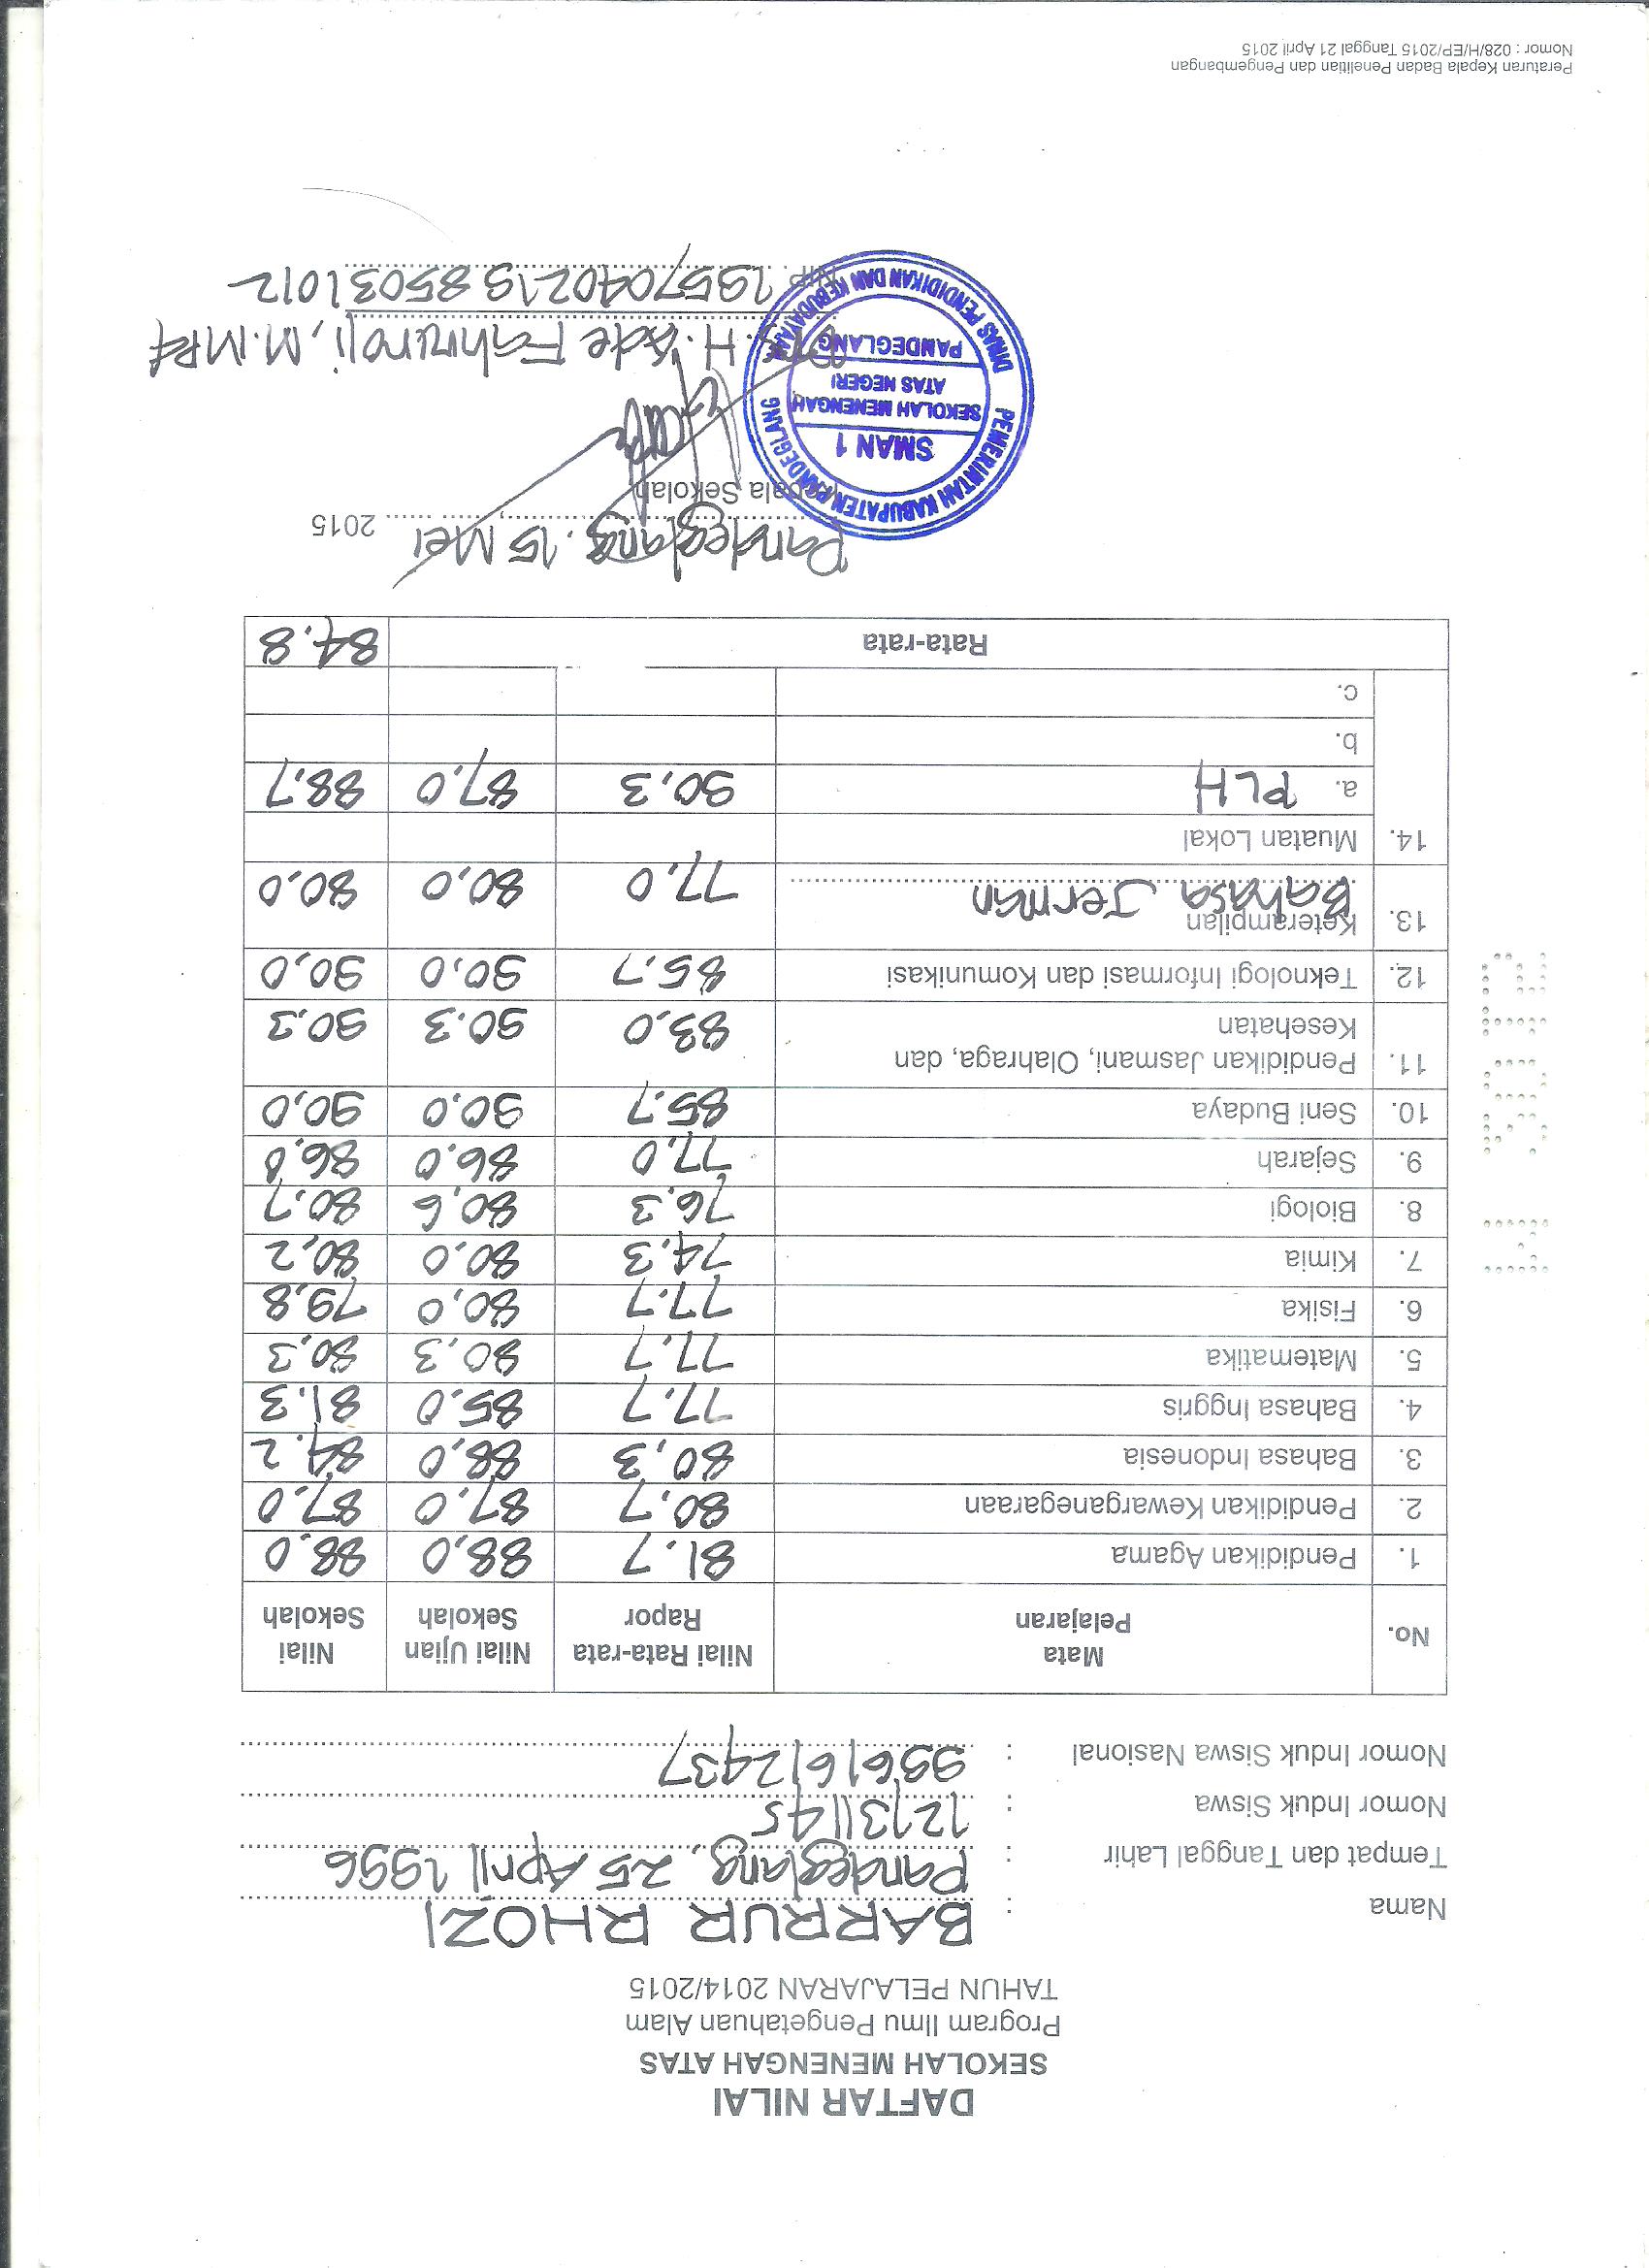 DAFTAR NILAI
SEKOLAH MENENGAH ATAS
Program Ilmu Pengetahuan Alam
TAHUN PELAJARAN 2014/2015
Nama : BARRUR RHOZI
Tempat dan Tanggal Lahir : Pandeglang, 25 April 1996
Nomor Induk Siswa : 121311145
Nomor Induk Siswa Nasional : 9961612437
No. Mata Pelajaran Nilai Rata-rata Rapor Nilai Ujian Sekolah Nilai Sekolah
1. Pendidikan Agama 81.7 88,0 88.0
2. Pendidikan Kewarganegaraan 80,7 87.0 87.0
3. Bahasa Indonesia 80,3 88,0 84.2
4. Bahasa Inggris 77.7 85.0 81.3
5. Matematika 77.7 80.3 80,3
6. Fisika 77.7 80,0 79,8
7. Kimia 74.3 80.0 80,2
8. Biologi 76.3 80,6 80.7
9. Sejarah 77,0 86.0 86.0
10. Seni Budaya 85.7 90.0 90,0
11. Pendidikan Jasmani, Olahraga, dan
Kesehatan 83,0 90.3 90,3
12. Teknologi Informasi dan Komunikasi 85.7 90,0 90,0
13. Keterampilan
Bahasa Jerman 77,0 80,0 80.0
14. Muatan Lokal
a. PLH 90,3 87,0 88.7
b.
c.
Rata-rata 84.8
Pandeglang, 15 Mei 2015
Kepala Sekolah,
PEMERINTAH KABUPATEN PANDEGLANG
SMAN 1
SEKOLAH MENENGAH
ATAS NEGERI
PANDEGLANG
DINAS PENDIDIKAN DAN KEBUDAYAAN
Drs. H. Ade Fahruroji, M.MPd
NIP. 195704021985031012
Peraturan Kepala Badan Penelitian dan Pengembangan
Nomor : 028/H/EP/2015 Tanggal 21 April 2015